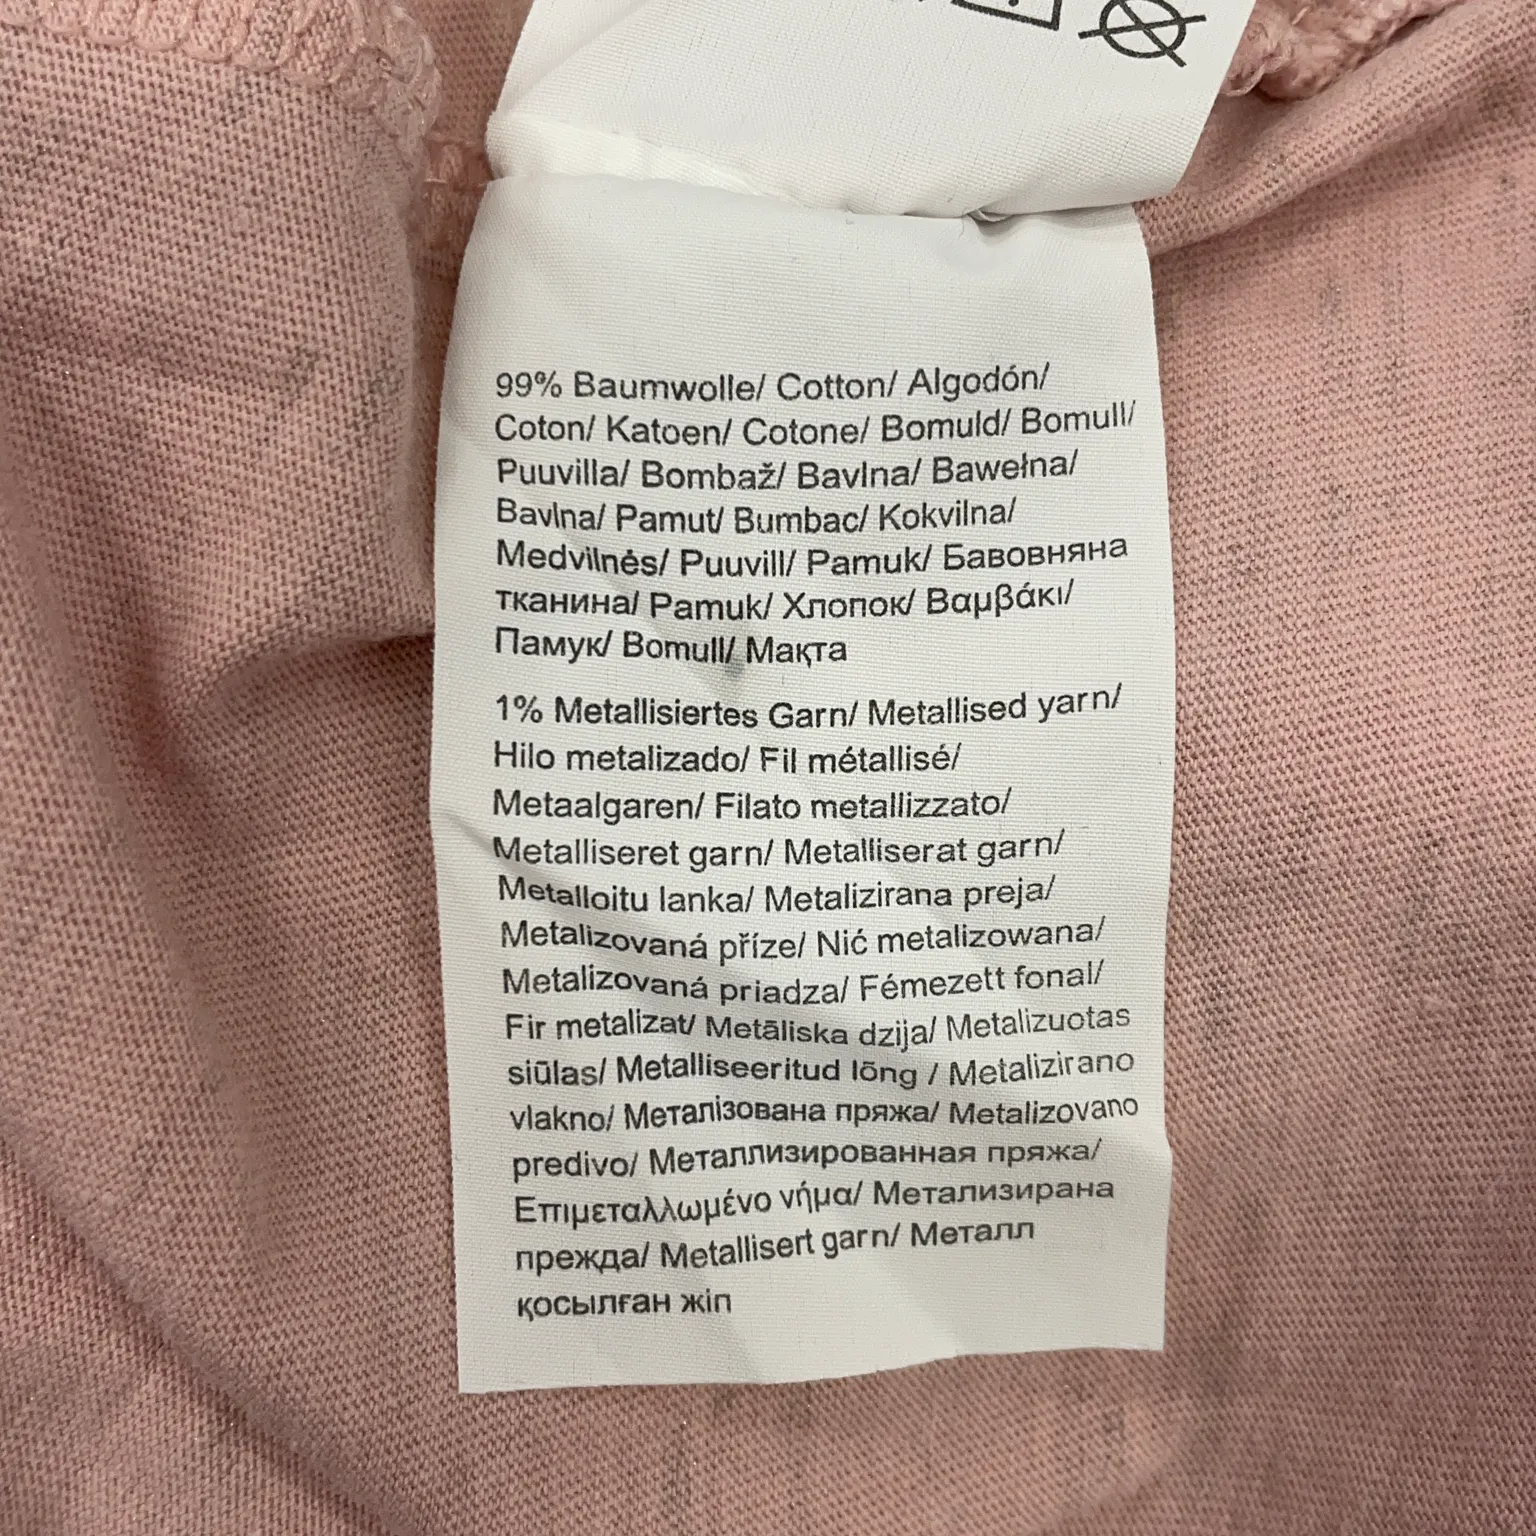 99% Baumwolle/ Cotton/ Algodón/
Coton/ Katoen/ Cotone/ Bomuld/ Bomull/
Puuvilla/ Bombaž/ Bavlna/ Bawełna/
Bavlna/ Pamut/ Bumbac/ Kokvilna/
Medvilnės/ Puuvill/ Pamuk/ Бавовняна
тканина/ Pamuk/ Хлопок/ Βαμβάκι/
Памук/ Bomull/ Мақта
1% Metallisiertes Garn/ Metallised yarn/
Hilo metalizado/ Fil métallisé/
Metaalgaren/ Filato metallizzato/
Metalliseret garn/ Metalliserat garn/
Metalloitu lanka/ Metalizirana preja/
Metalizovaná příze/ Nić metalizowana/
Metalizovaná priadza/ Fémezett fonal/
Fir metalizat/ Metāliska dzija/ Metalizuotas
siūlas/ Metalliseeritud lõng / Metalizirano
vlakno/ Металізована пряжа/ Metalizovano
predivo/ Металлизированная пряжа/
Επιμεταλλωμένο νήμα/ Метализирана
прежда/ Metallisert garn/ Металл
қосылған жіп